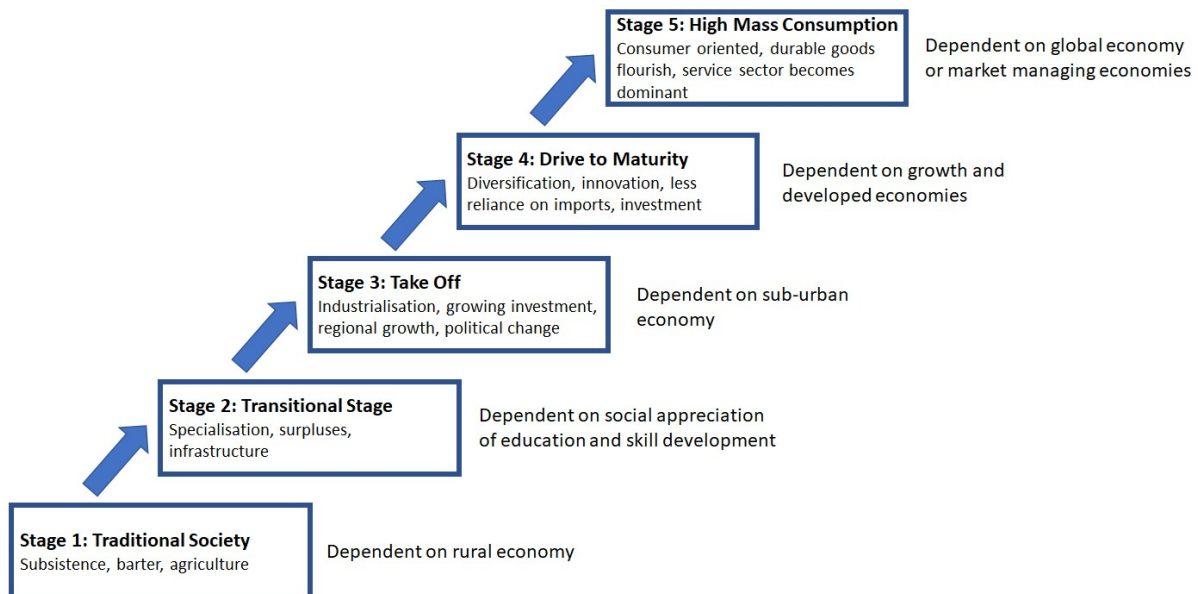 Stage 5: High Mass Consumption
Consumer oriented, durable goods
flourish, service sector becomes
dominant
Dependent on global economy
or market managing economies
Stage 4: Drive to Maturity
Diversification, innovation, less
reliance on imports, investment
Dependent on growth and
developed economies
Stage 3: Take Off
Industrialisation, growing investment,
regional growth, political change
Dependent on sub-urban
economy
Stage 2: Transitional Stage
Specialisation, surpluses,
infrastructure
Dependent on social appreciation
of education and skill development
Stage 1: Traditional Society
Subsistence, barter, agriculture
Dependent on rural economy